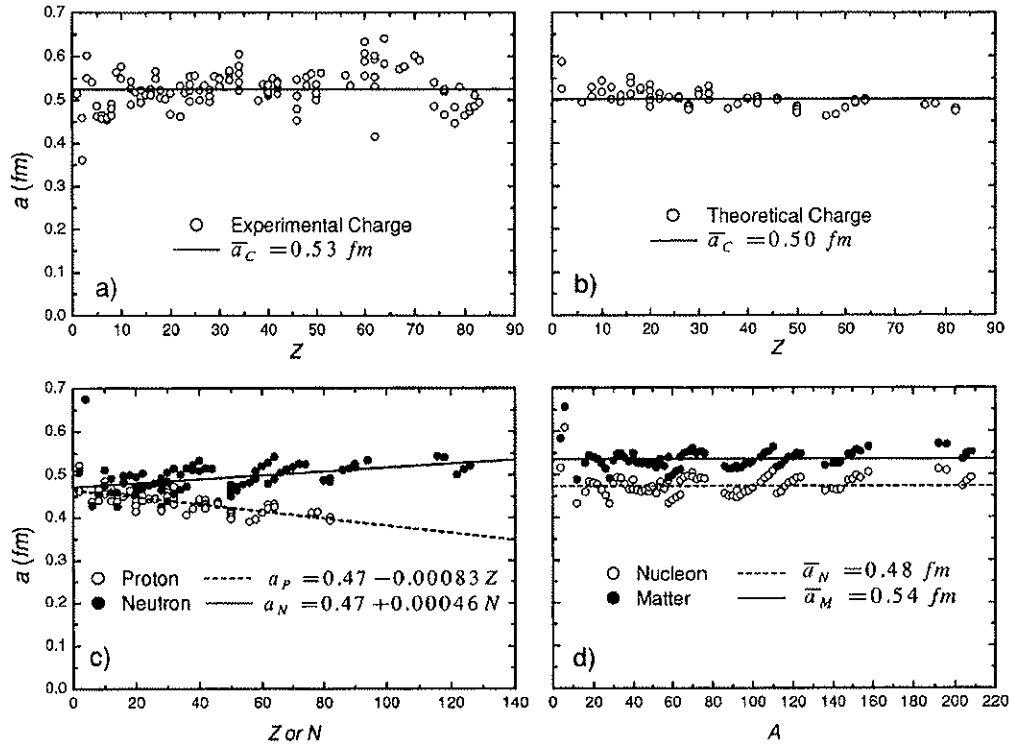 0.7
0.6
0.5
0.4
0.3
0.2
0.1
0.0
a (fm)
Experimental Charge
a̅_C = 0.53 fm
a)
0 10 20 30 40 50 60 70 80 90
Z
Theoretical Charge
a̅_C = 0.50 fm
b)
0 10 20 30 40 50 60 70 80 90
Z
0.7
0.6
0.5
0.4
0.3
0.2
0.1
0.0
a (fm)
Proton a_P = 0.47 − 0.00083 Z
Neutron a_N = 0.47 + 0.00046 N
c)
0 20 40 60 80 100 120 140
Z or N
Nucleon a̅_N = 0.48 fm
Matter a̅_M = 0.54 fm
d)
0 20 40 60 80 100 120 140 160 180 200 220
A